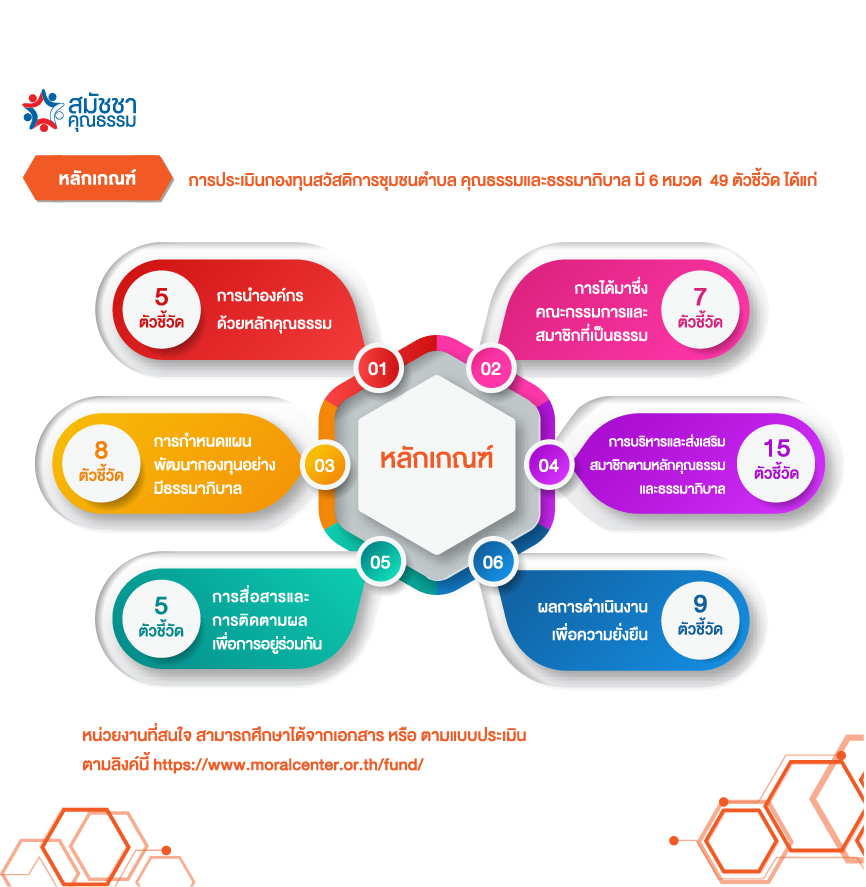 สมัชชา
คุณธรรม
หลักเกณฑ์
การประเมินกองทุนสวัสดิการชุมชนตำบล คุณธรรมและธรรมาภิบาล มี 6 หมวด 49 ตัวชี้วัด ได้แก่
5
ตัวชี้วัด
การนำองค์กร
ด้วยหลักคุณธรรม
01
การได้มาซึ่ง
คณะกรรมการและ
สมาชิกที่เป็นธรรม
7
ตัวชี้วัด
02
8
ตัวชี้วัด
การกำหนดแผน
พัฒนากองทุนอย่าง
มีธรรมาภิบาล
03
หลักเกณฑ์
04
การบริหารและส่งเสริม
สมาชิกตามหลักคุณธรรม
และธรรมาภิบาล
15
ตัวชี้วัด
5
ตัวชี้วัด
การสื่อสารและ
การติดตามผล
เพื่อการอยู่ร่วมกัน
05
06
ผลการดำเนินงาน
เพื่อความยั่งยืน
9
ตัวชี้วัด
หน่วยงานที่สนใจ สามารถศึกษาได้จากเอกสาร หรือ ตามแบบประเมิน
ตามลิงค์นี้ https://www.moralcenter.or.th/fund/